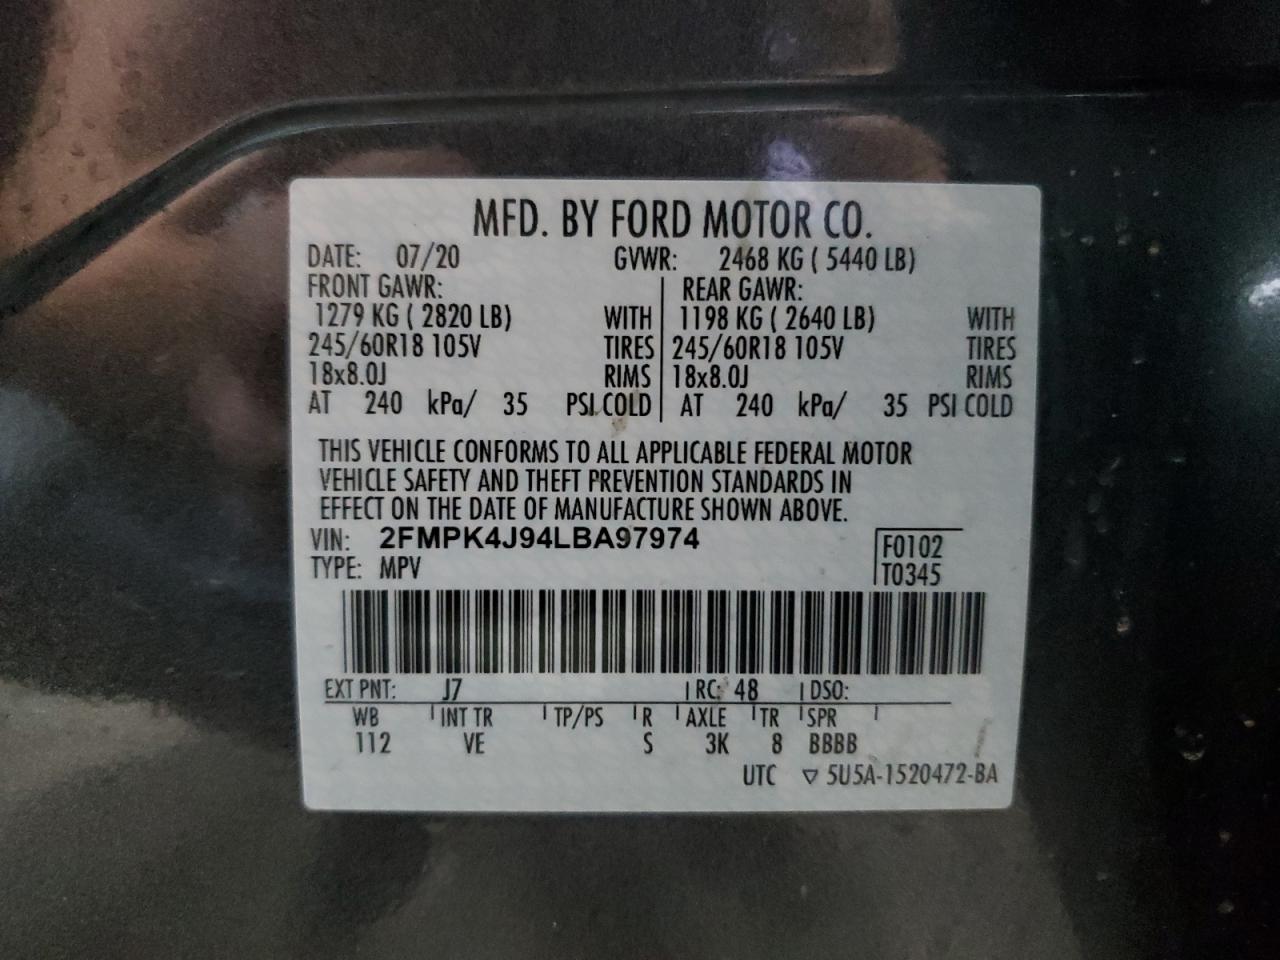 MFD. BY FORD MOTOR CO.
DATE: 07/20 GVWR: 2468 KG ( 5440 LB)
FRONT GAWR: REAR GAWR:
1279 KG ( 2820 LB) WITH 1198 KG ( 2640 LB) WITH
245/60R18 105V TIRES 245/60R18 105V TIRES
18x8.0J RIMS 18x8.0J RIMS
AT 240 kPa/ 35 PSI COLD AT 240 kPa/ 35 PSI COLD
THIS VEHICLE CONFORMS TO ALL APPLICABLE FEDERAL MOTOR
VEHICLE SAFETY AND THEFT PREVENTION STANDARDS IN
EFFECT ON THE DATE OF MANUFACTURE SHOWN ABOVE.
VIN: 2FMPK4J94LBA97974 F0102
TYPE: MPV T0345
EXT PNT: J7 RC: 48 DSO:
WB INT TR TP/PS R AXLE TR SPR
112 VE S 3K 8 BBBB
UTC ▽ 5U5A-1520472-BA